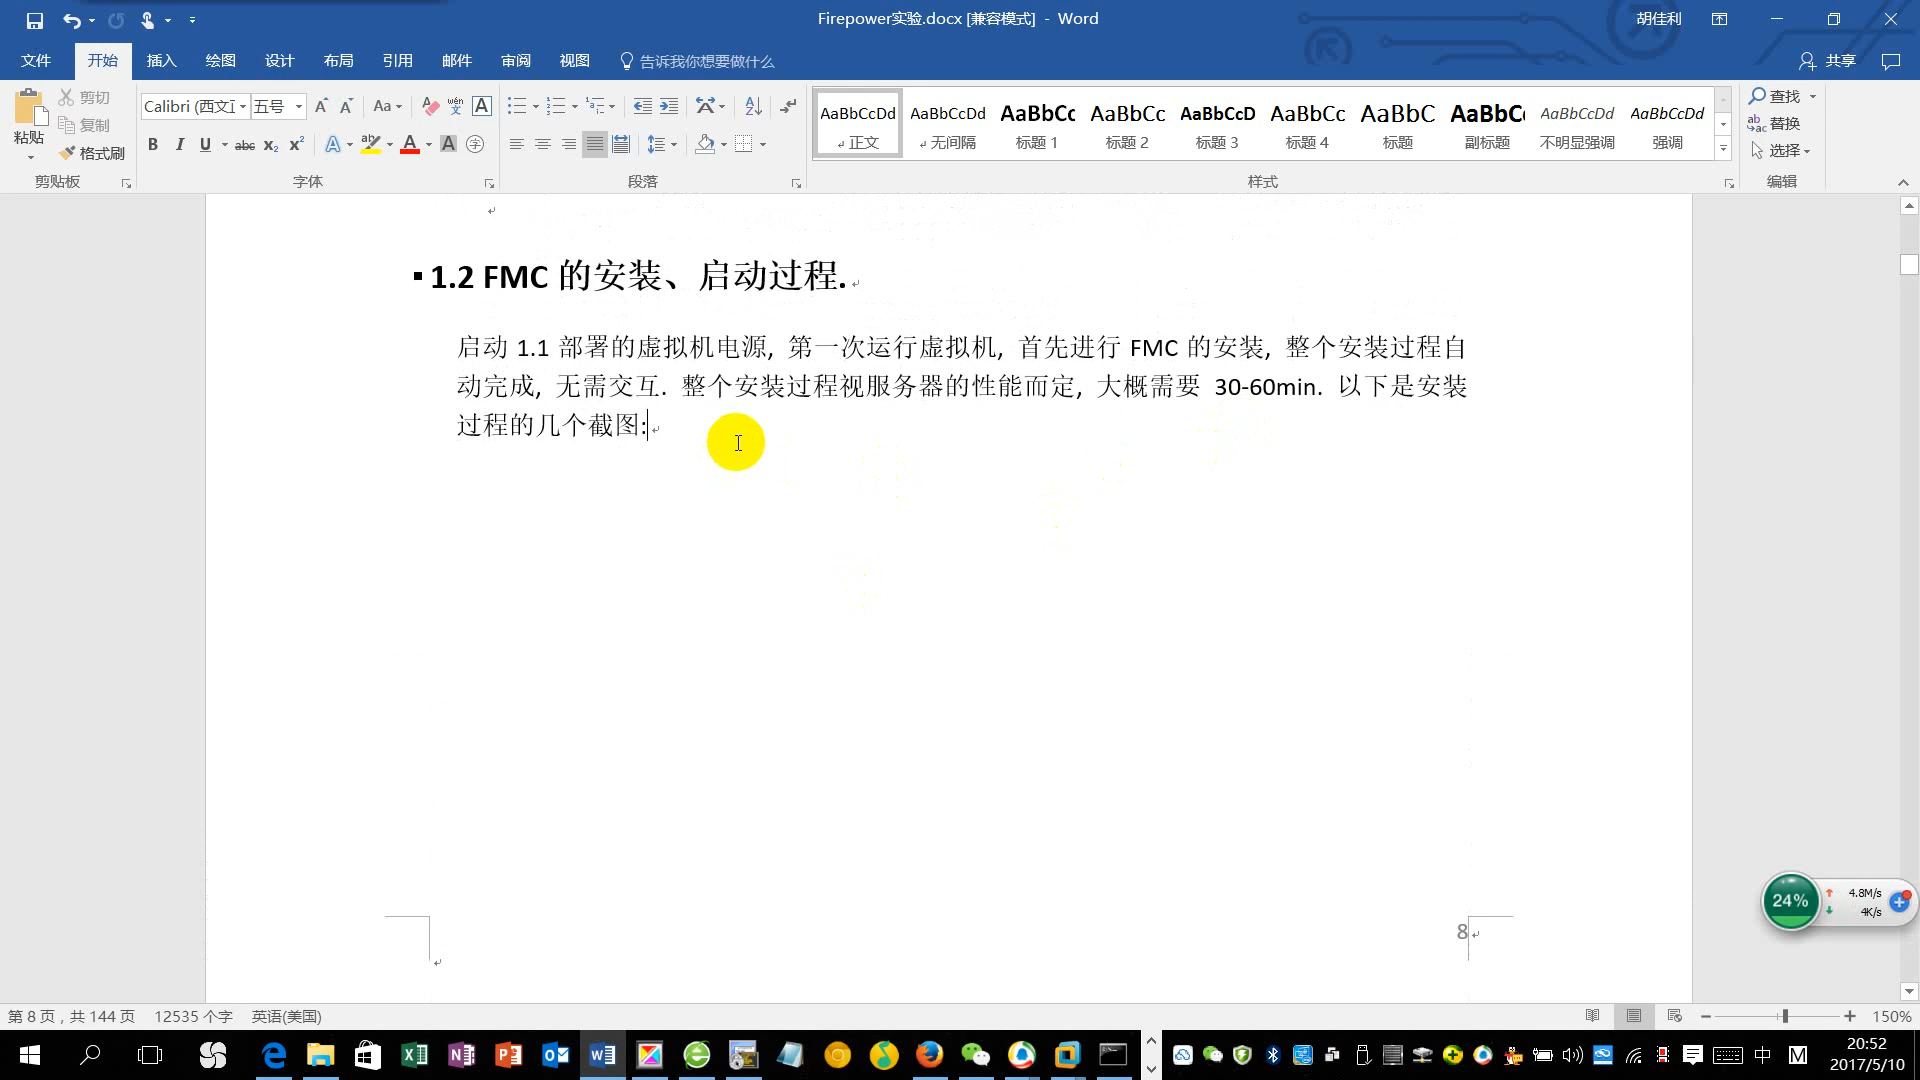 Firepower实验.docx [兼容模式] - Word
胡佳利
文件 开始 插入 绘图 设计 布局 引用 邮件 审阅 视图 告诉我你想要做什么 共享
粘贴 剪切 复制 格式刷
Calibri (西文正 五号
AaBbCcDd AaBbCcDd AaBbCc AaBbCc AaBbCcD AaBbCc AaBbC AaBbC AaBbCcDd AaBbCcDd
正文 无间隔 标题 1 标题 2 标题 3 标题 4 标题 副标题 不明显强调 强调
查找
替换
选择
剪贴板 字体 段落 样式 编辑
1.2 FMC 的安装、启动过程.
启动 1.1 部署的虚拟机电源, 第一次运行虚拟机, 首先进行 FMC 的安装, 整个安装过程自
动完成, 无需交互. 整个安装过程视服务器的性能而定, 大概需要 30-60min. 以下是安装
过程的几个截图:
24% 4.8M/s
4K/s
8
第 8 页，共 144 页 12535 个字 英语(美国) 150%
中 M 20:52
2017/5/10